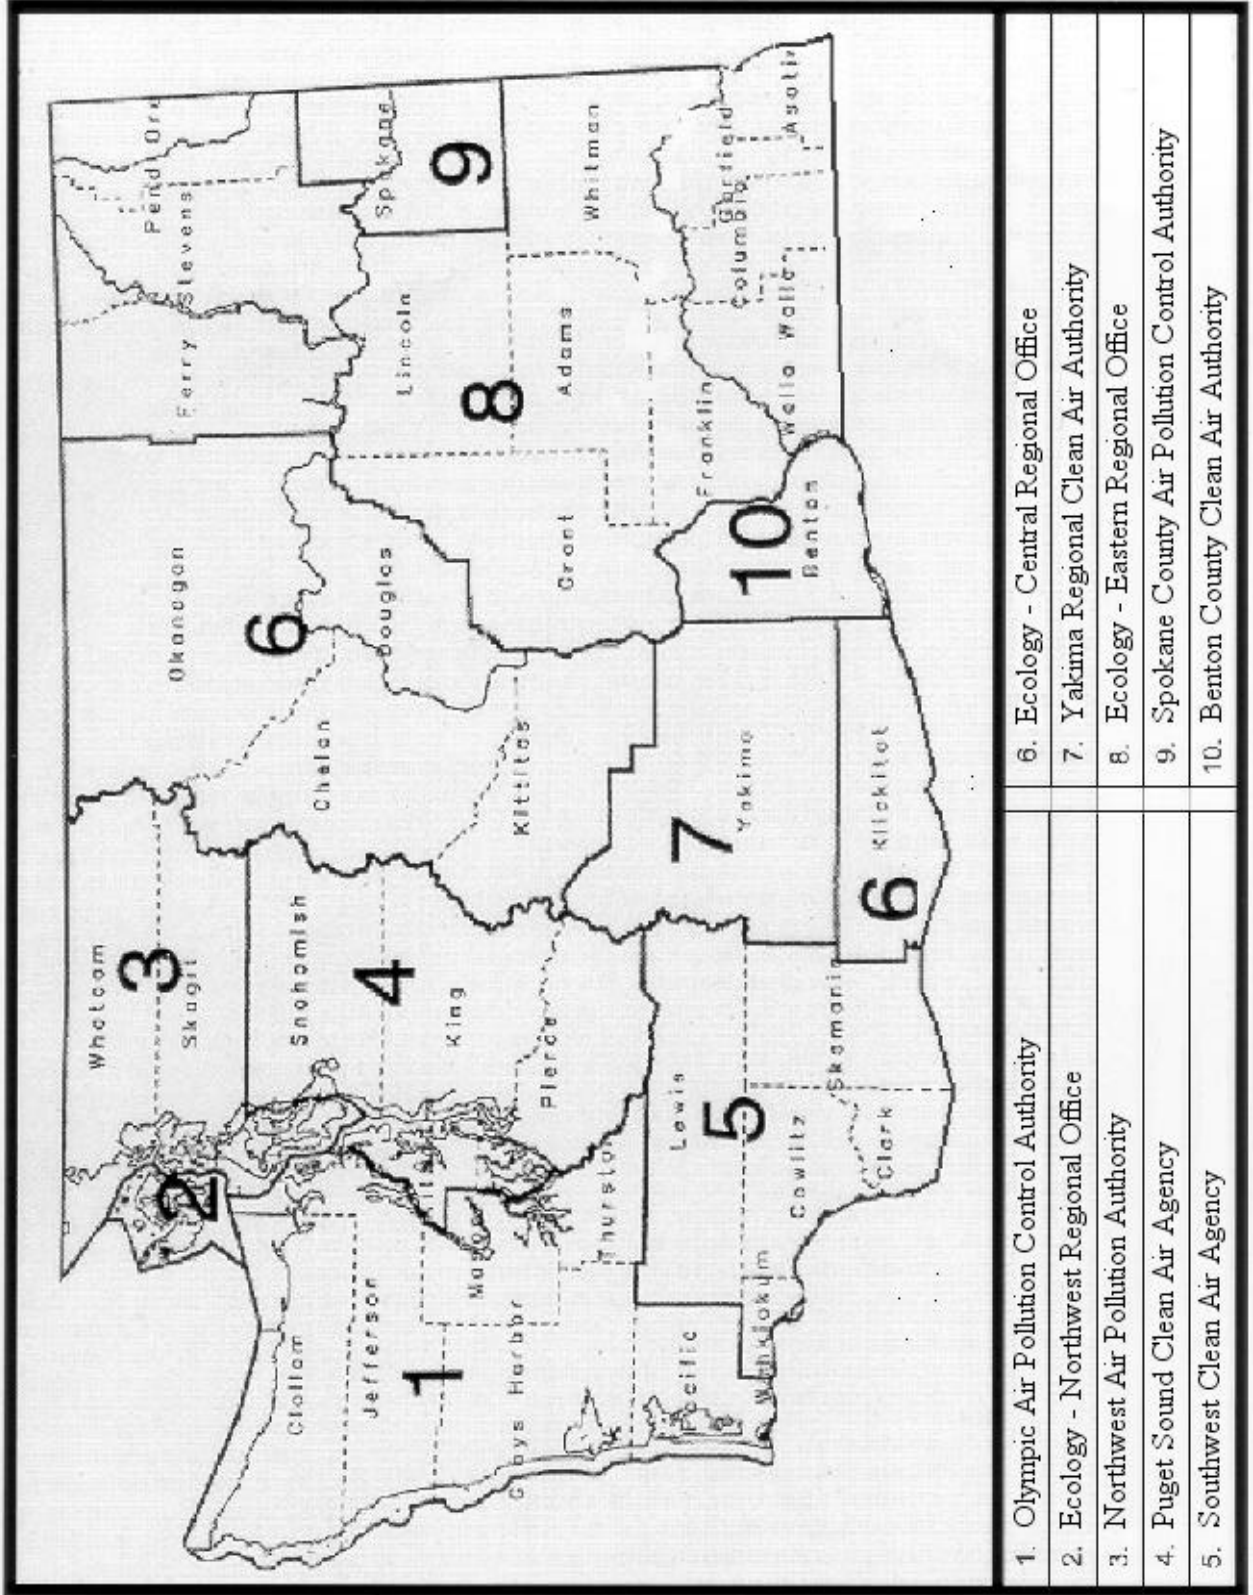 Whatcom
3
Skagit
2
Okanogan
Ferry
Stevens
Pend Ore
Clallam
Snohomish
6
Chelan
Douglas
Lincoln
Spokane
9
Jefferson
4
King
Kitsap
Mason
1
Grays Harbor
Pierce
Kittitas
Grant
8
Adams
Whitman
Thurston
Pacific
Lewis
5
7
Yakima
10
Benton
Franklin
Walla Walla
Columbia
Garfield
Asotin
Wahkiakum
Cowlitz
Skamania
Clark
6
Klickitat
1. Olympic Air Pollution Control Authority
2. Ecology - Northwest Regional Office
3. Northwest Air Pollution Authority
4. Puget Sound Clean Air Agency
5. Southwest Clean Air Agency
6. Ecology - Central Regional Office
7. Yakima Regional Clean Air Authority
8. Ecology - Eastern Regional Office
9. Spokane County Air Pollution Control Authority
10. Benton County Clean Air Authority